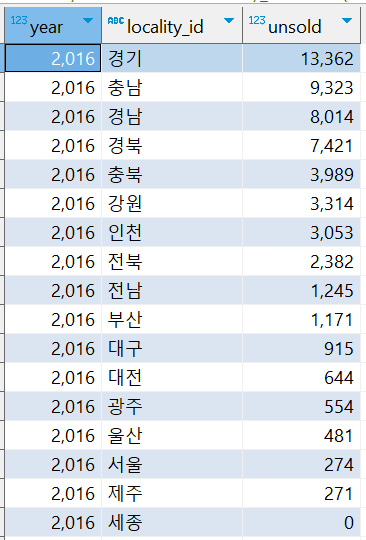 123 year ABC locality_id 123 unsold
2,016 경기 13,362
2,016 충남 9,323
2,016 경남 8,014
2,016 경북 7,421
2,016 충북 3,989
2,016 강원 3,314
2,016 인천 3,053
2,016 전북 2,382
2,016 전남 1,245
2,016 부산 1,171
2,016 대구 915
2,016 대전 644
2,016 광주 554
2,016 울산 481
2,016 서울 274
2,016 제주 271
2,016 세종 0